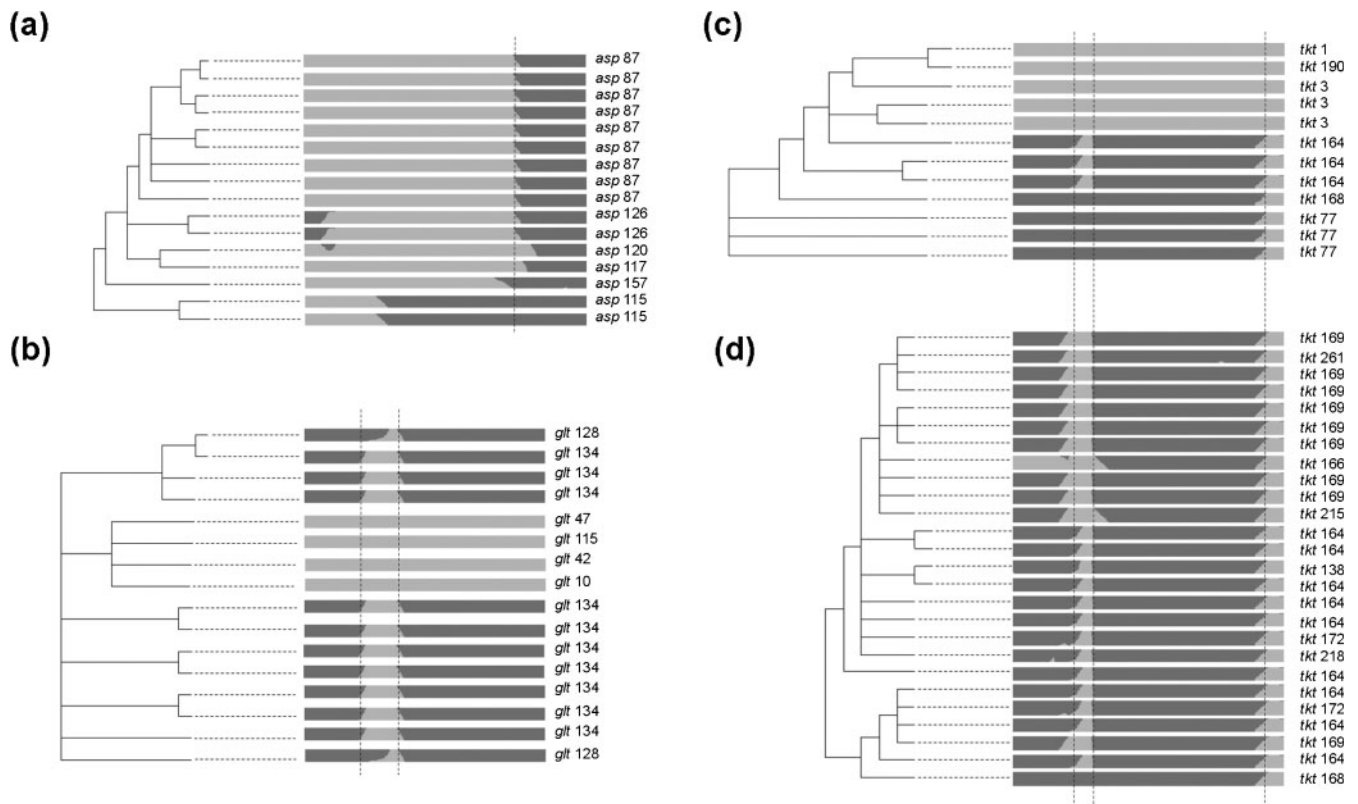 (a)
asp 87
asp 87
asp 87
asp 87
asp 87
asp 87
asp 87
asp 87
asp 87
asp 126
asp 126
asp 120
asp 117
asp 157
asp 115
asp 115
(b)
glt 128
glt 134
glt 134
glt 134
glt 47
glt 115
glt 42
glt 10
glt 134
glt 134
glt 134
glt 134
glt 134
glt 134
glt 134
glt 128
(c)
tkt 1
tkt 190
tkt 3
tkt 3
tkt 3
tkt 164
tkt 164
tkt 164
tkt 168
tkt 77
tkt 77
tkt 77
(d)
tkt 169
tkt 261
tkt 169
tkt 169
tkt 169
tkt 169
tkt 169
tkt 166
tkt 169
tkt 169
tkt 215
tkt 164
tkt 164
tkt 138
tkt 164
tkt 164
tkt 164
tkt 172
tkt 218
tkt 164
tkt 164
tkt 172
tkt 164
tkt 169
tkt 164
tkt 168